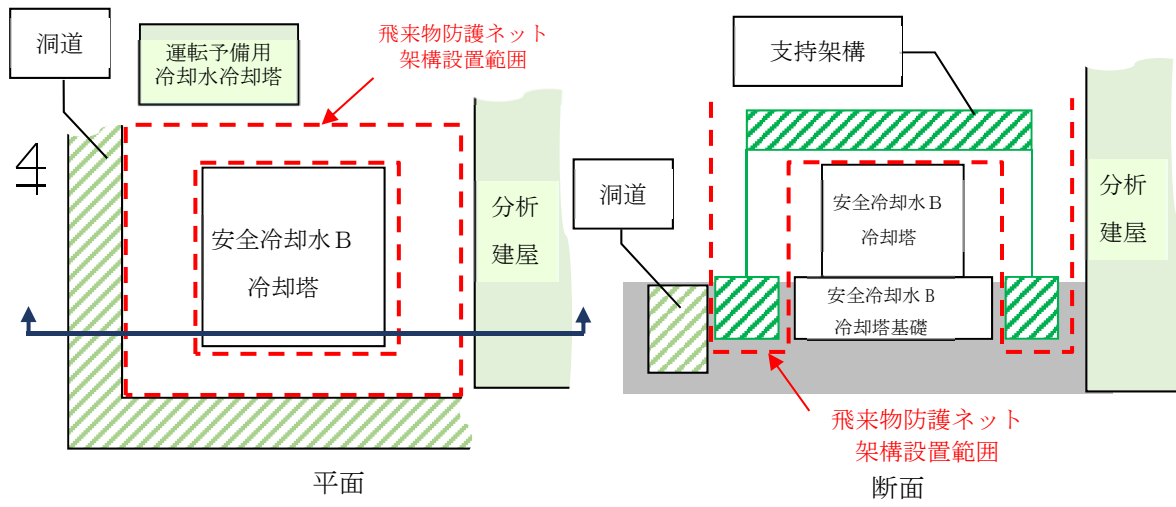 洞道
運転予備用
冷却水冷却塔
飛来物防護ネット
架構設置範囲
安全冷却水B
冷却塔
分析
建屋
平面
支持架構
洞道
安全冷却水B
冷却塔
安全冷却水B
冷却塔基礎
分析
建屋
飛来物防護ネット
架構設置範囲
断面